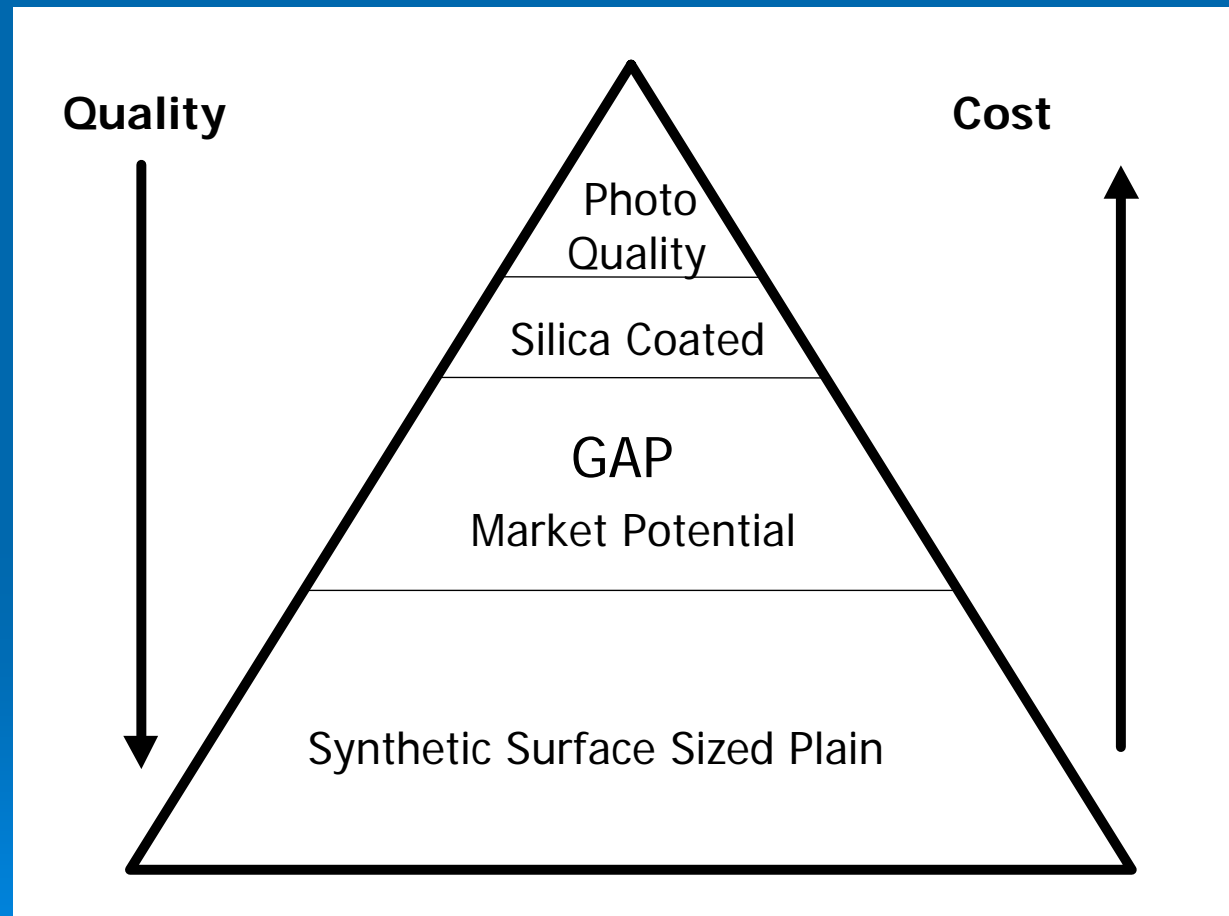 Quality
Cost
Photo
Quality
Silica Coated
GAP
Market Potential
Synthetic Surface Sized Plain